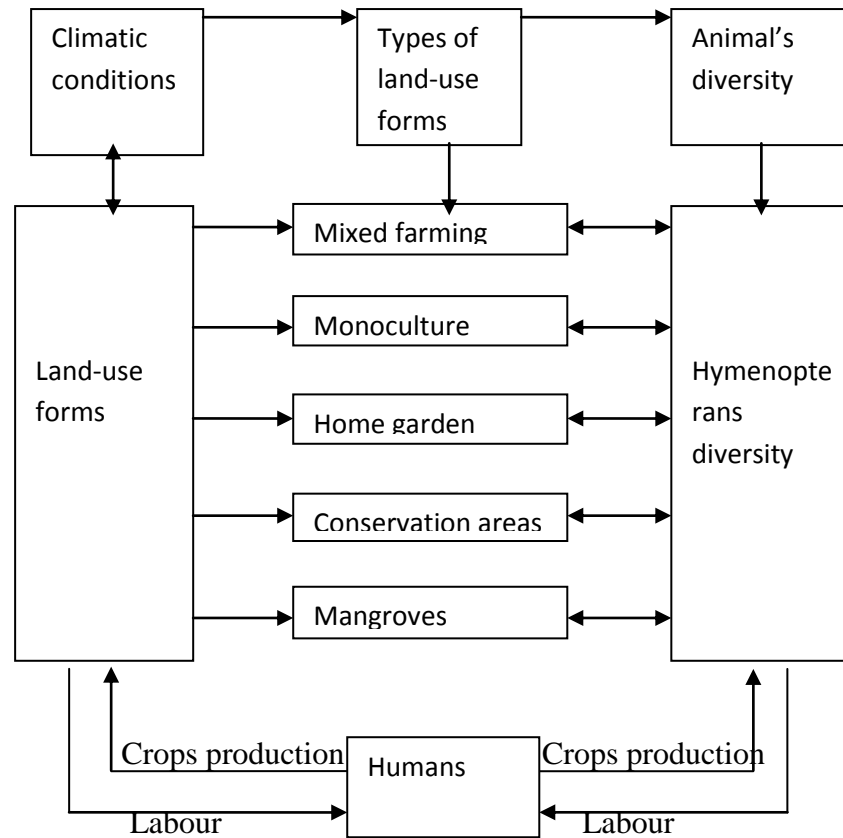 Climatic
conditions
Types of
land-use
forms
Animal’s
diversity
Mixed farming
Monoculture
Land-use
forms
Hymenopte
rans
diversity
Home garden
Conservation areas
Mangroves
Crops production
Humans
Crops production
Labour
Labour